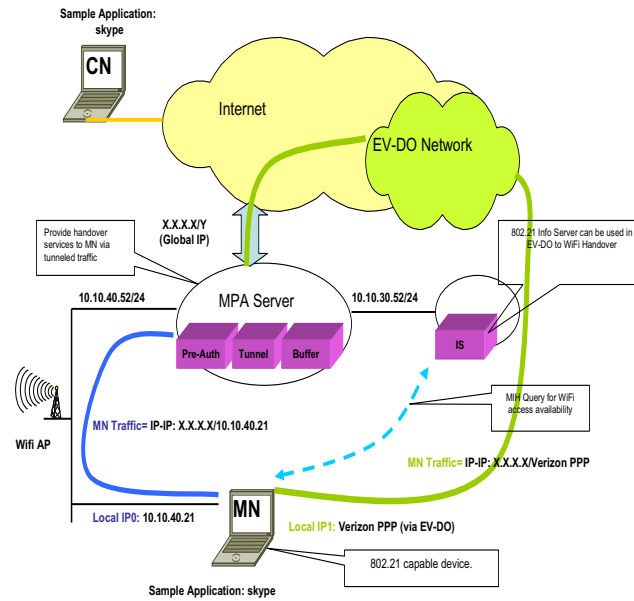 Sample Application:
skype
CN
Internet
EV-DO Network
X.X.X.X/Y
(Global IP)
Provide handover
services to MN via
tunneled traffic
802.21 Info Server can be used in
EV-DO to WiFi Handover
10.10.40.52/24
MPA Server
10.10.30.52/24
Pre-Auth
Tunnel
Buffer
IS
MIH Query for WiFi
access availability
Wifi AP
MN Traffic= IP-IP: X.X.X.X/10.10.40.21
MN Traffic= IP-IP: X.X.X.X/Verizon PPP
MN
Local IP0: 10.10.40.21
Local IP1: Verizon PPP (via EV-DO)
802.21 capable device.
Sample Application: skype